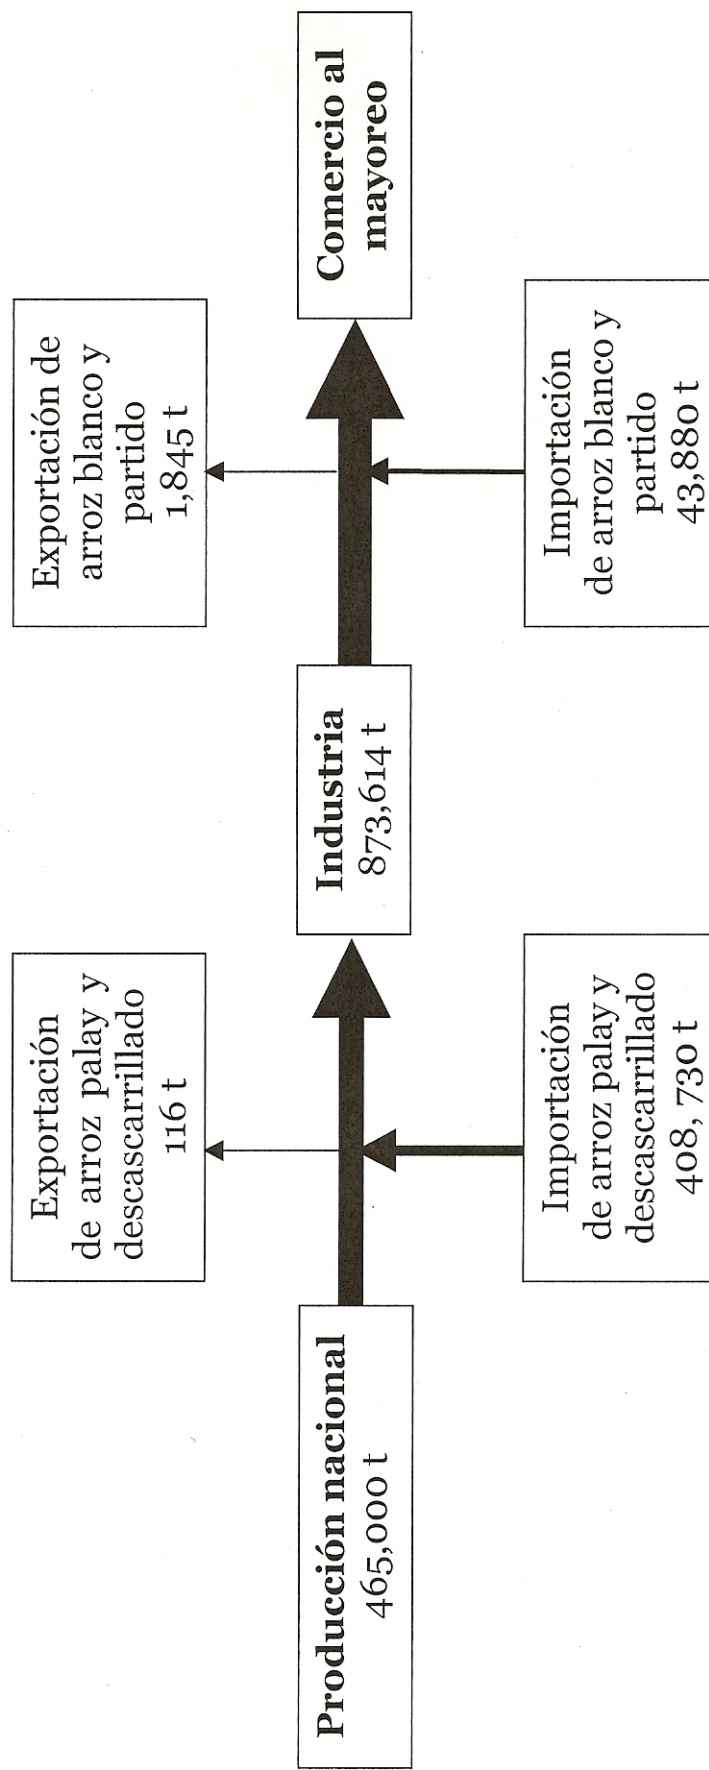 Exportación
de arroz palay y
descascarrillado
116 t
Exportación de
arroz blanco y
partido
1,845 t
Producción nacional
465,000 t
Industria
873,614 t
Comercio al
mayoreo
Importación
de arroz palay y
descascarrillado
408, 730 t
Importación
de arroz blanco y
partido
43,880 t